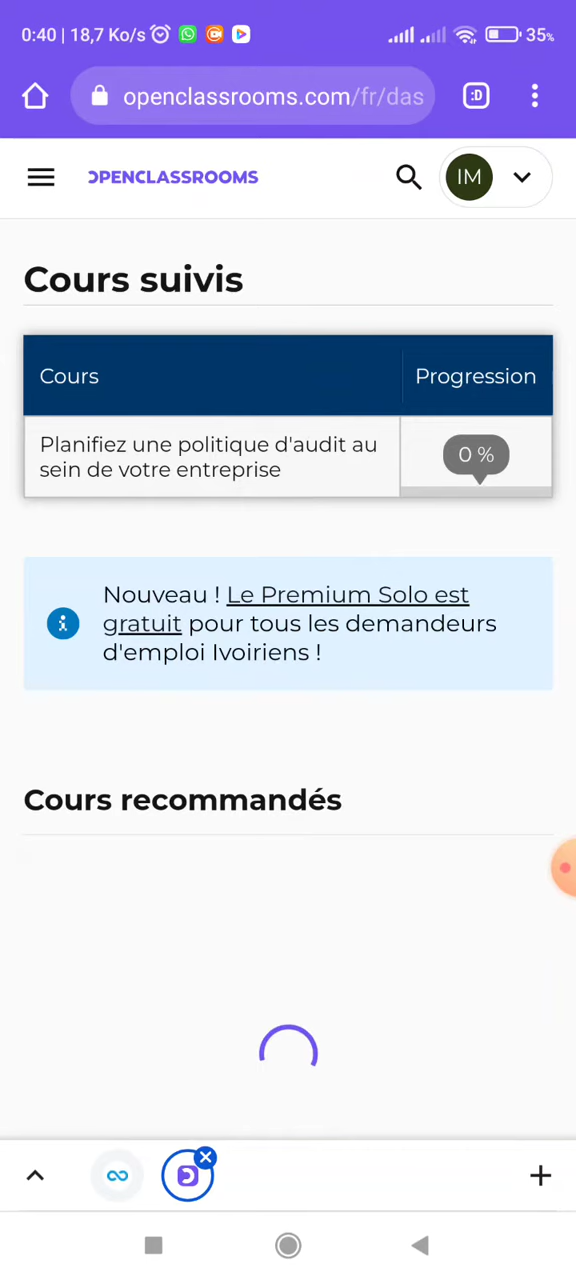 0:40 | 18,7 Ko/s
35%
openclassrooms.com/fr/das
:D
OPENCLASSROOMS
IM
Cours suivis
Cours
Progression
Planifiez une politique d'audit au
sein de votre entreprise
0 %
Nouveau ! Le Premium Solo est
gratuit pour tous les demandeurs
d'emploi Ivoiriens !
Cours recommandés